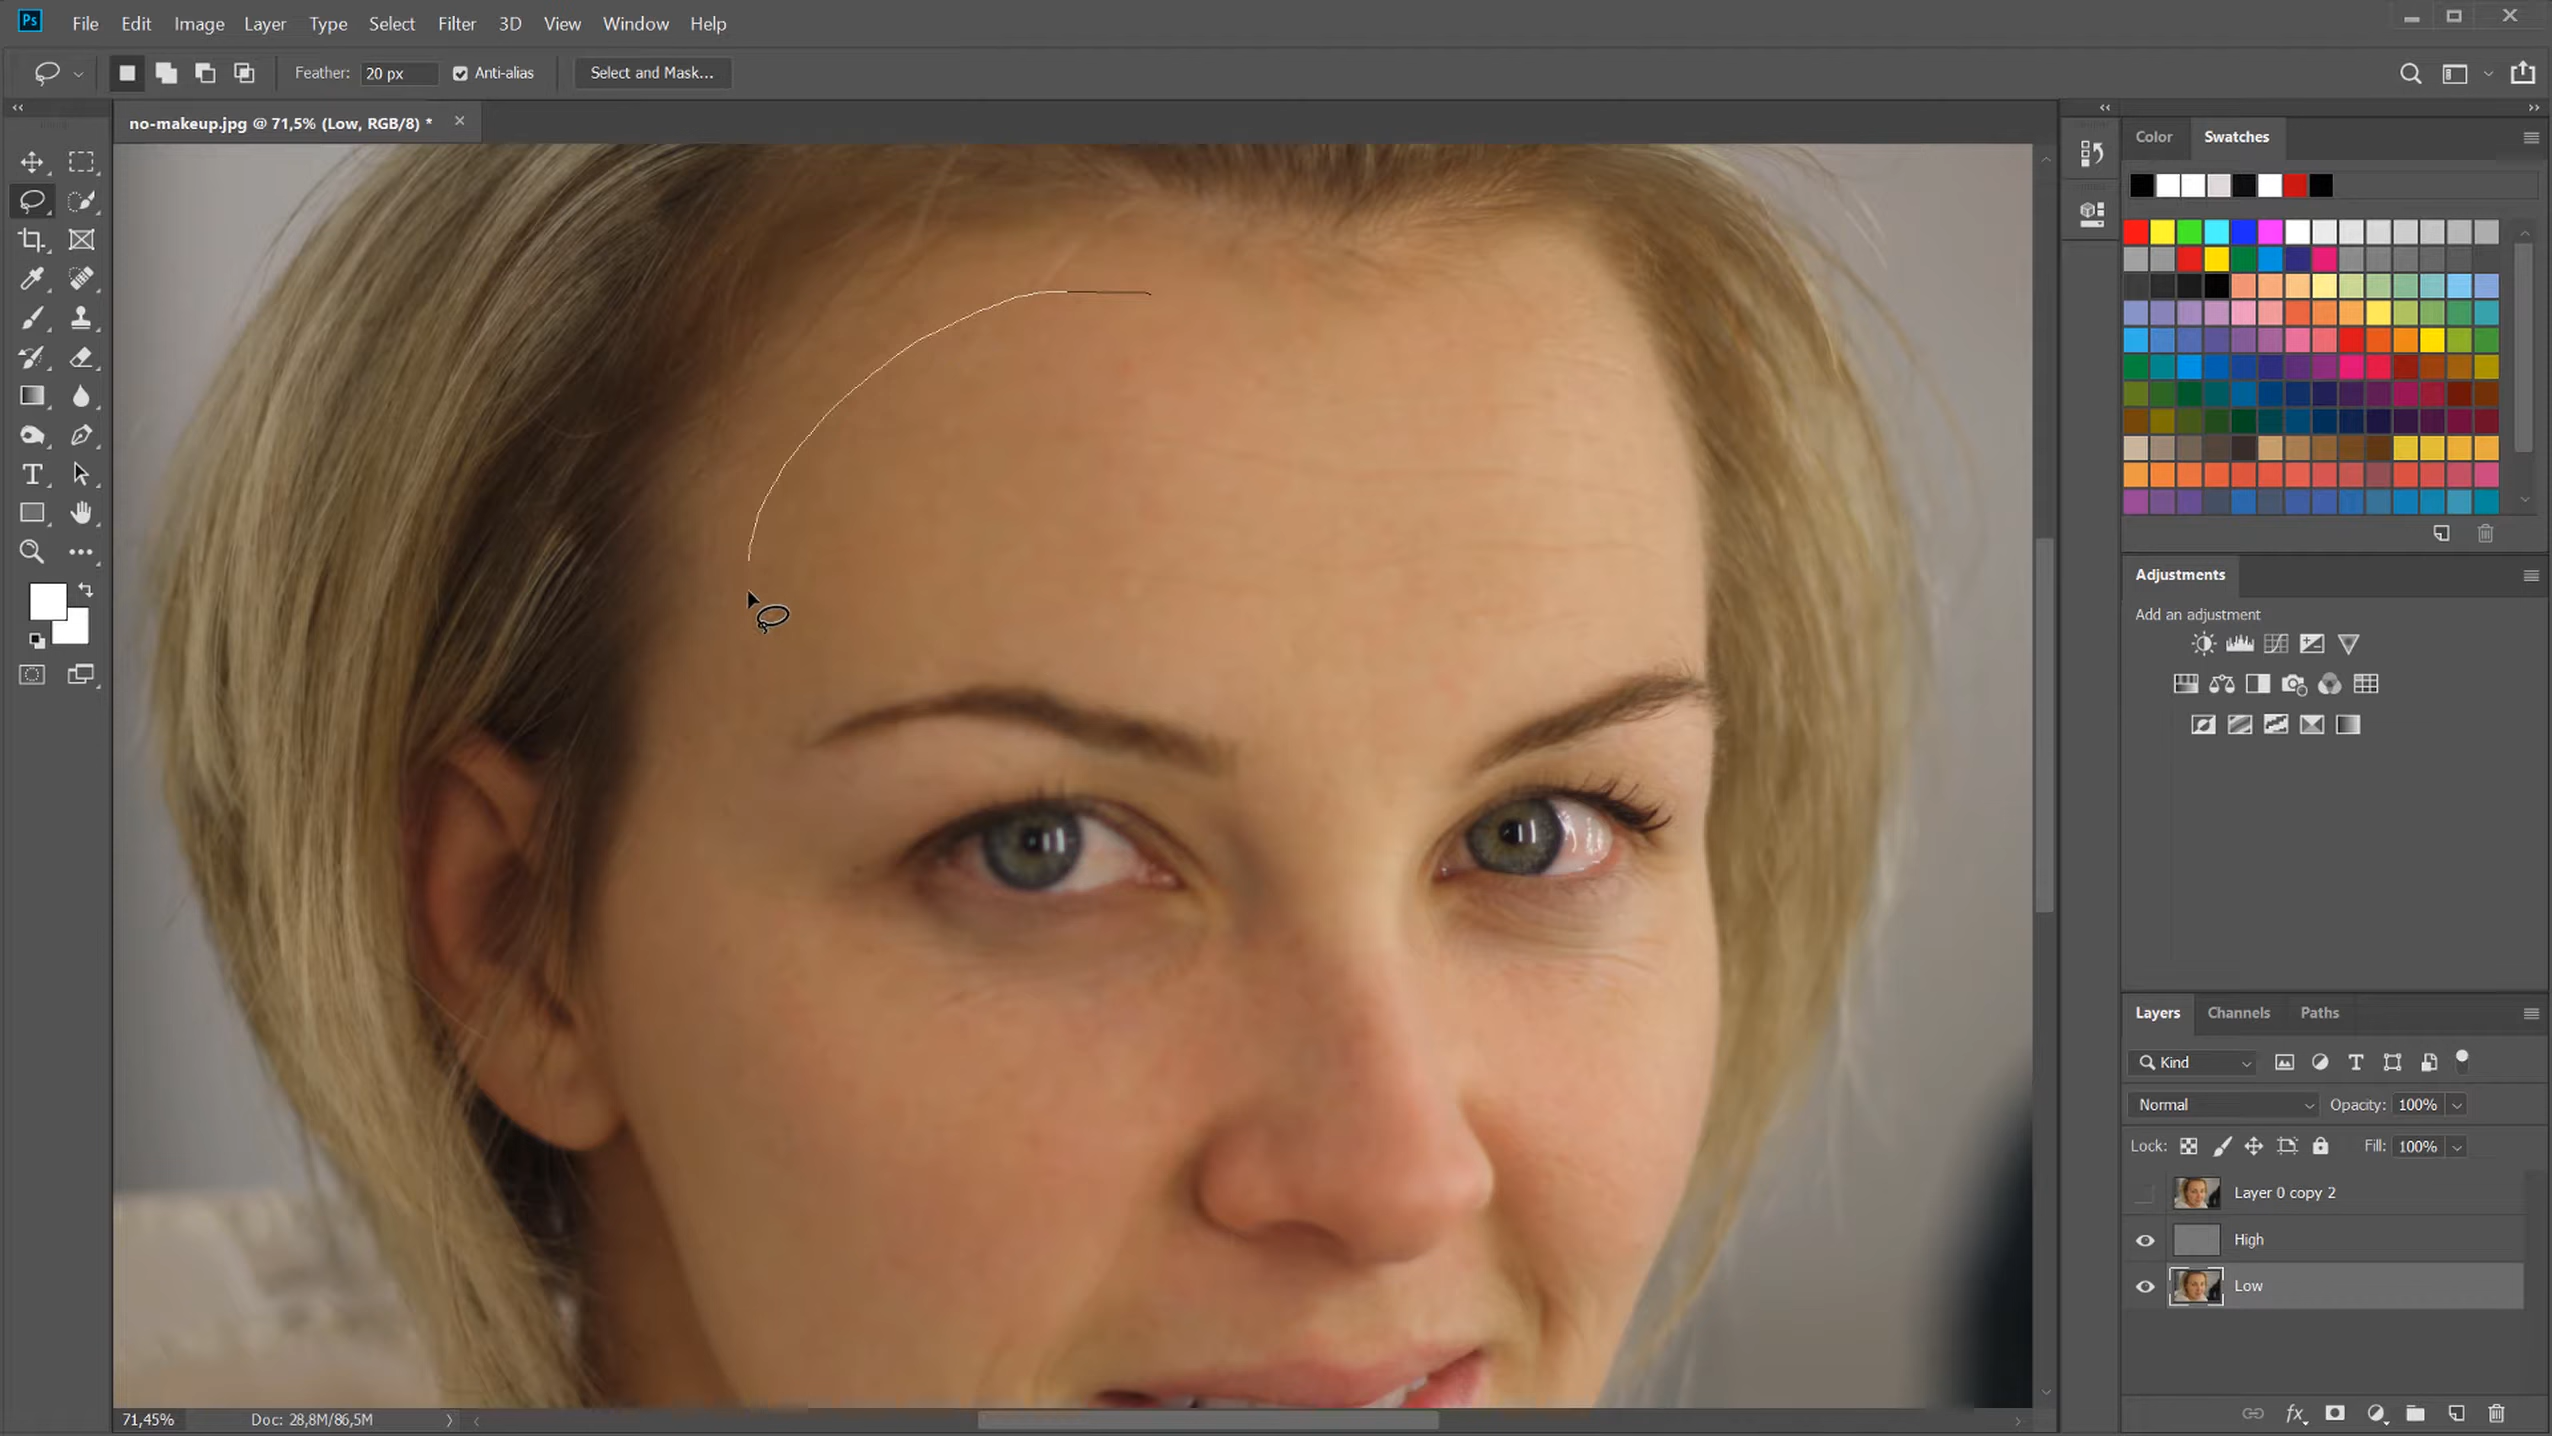 Ps File Edit Image Layer Type Select Filter 3D View Window Help
Feather: 20 px Anti-alias Select and Mask...
no-makeup.jpg @ 71,5% (Low, RGB/8) *
Color Swatches
Adjustments
Add an adjustment
Layers Channels Paths
Kind
Normal Opacity: 100%
Lock: Fill: 100%
Layer 0 copy 2
High
Low
71,45% Doc: 28,8M/86,5M